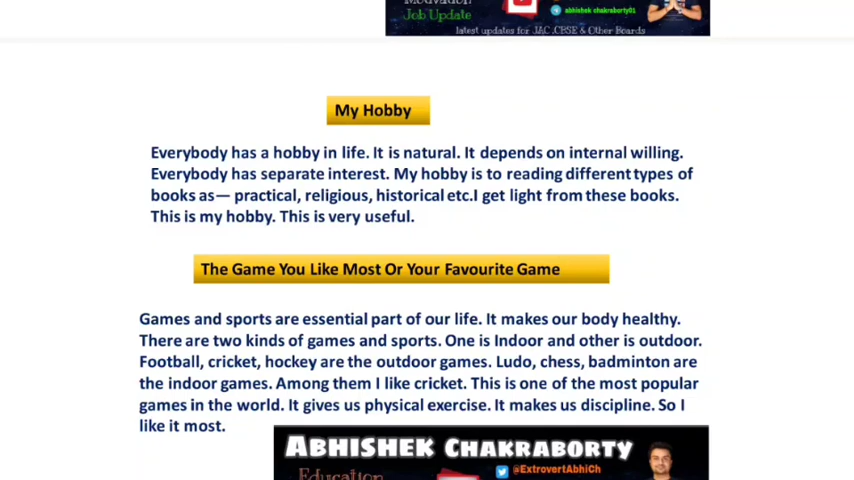 Motivation
Job Update
abhishek chakraborty01
latest updates for JAC,CBSE & Other Boards
My Hobby
Everybody has a hobby in life. It is natural. It depends on internal willing.
Everybody has separate interest. My hobby is to reading different types of
books as— practical, religious, historical etc.I get light from these books.
This is my hobby. This is very useful.
The Game You Like Most Or Your Favourite Game
Games and sports are essential part of our life. It makes our body healthy.
There are two kinds of games and sports. One is Indoor and other is outdoor.
Football, cricket, hockey are the outdoor games. Ludo, chess, badminton are
the indoor games. Among them I like cricket. This is one of the most popular
games in the world. It gives us physical exercise. It makes us discipline. So I
like it most.
ABHISHEK CHAKRABORTY
@ExtrovertAbhiCh
Education